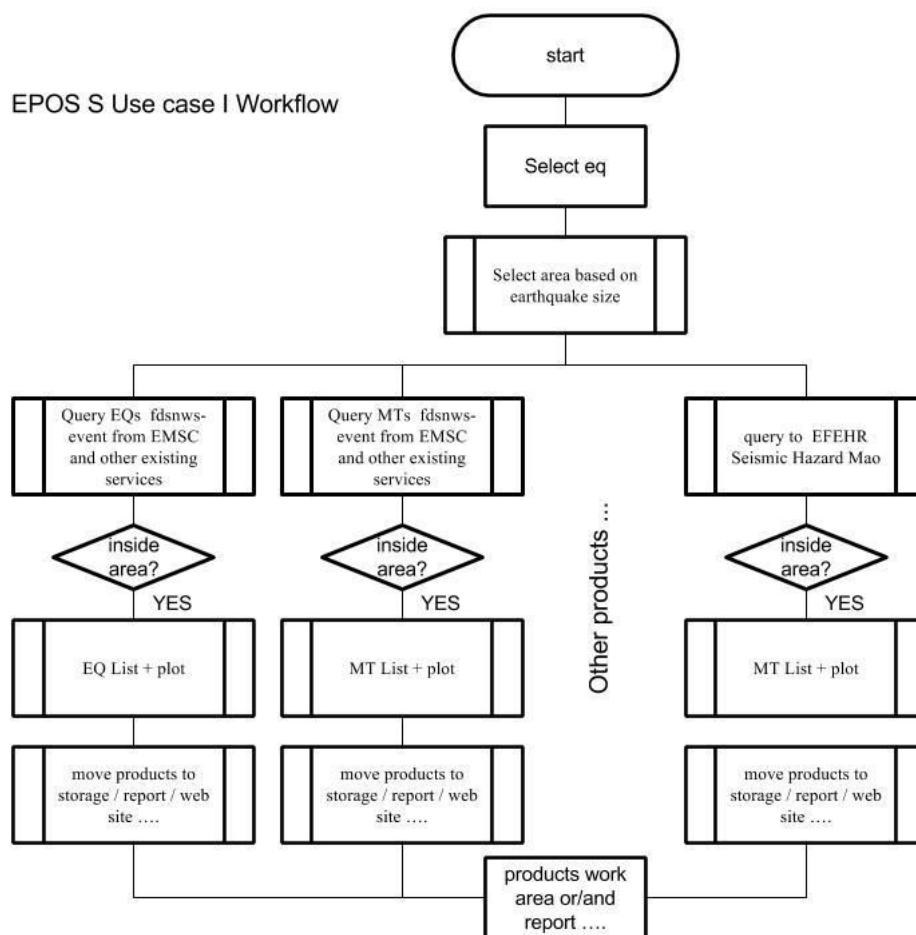 start
EPOS S Use case I Workflow
Select eq
Select area based on
earthquake size
Query EQs fdsnws-
event from EMSC
and other existing
services
Query MTs fdsnws-
event from EMSC
and other existing
services
query to EFEHR
Seismic Hazard Mao
inside
area?
YES
inside
area?
YES
Other products ...
inside
area?
YES
EQ List + plot
MT List + plot
MT List + plot
move products to
storage / report / web
site ....
move products to
storage / report / web
site ....
move products to
storage / report / web
site ....
products work
area or/and
report ....